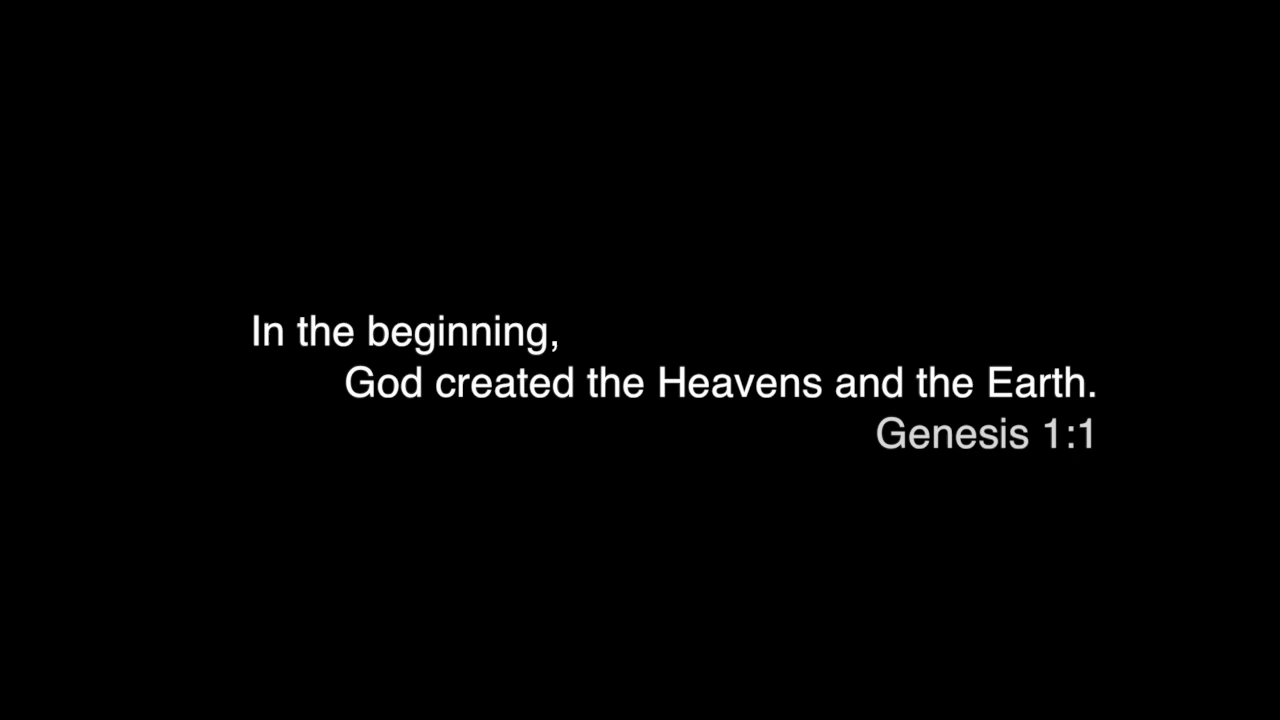 In the beginning,
God created the Heavens and the Earth.
Genesis 1:1